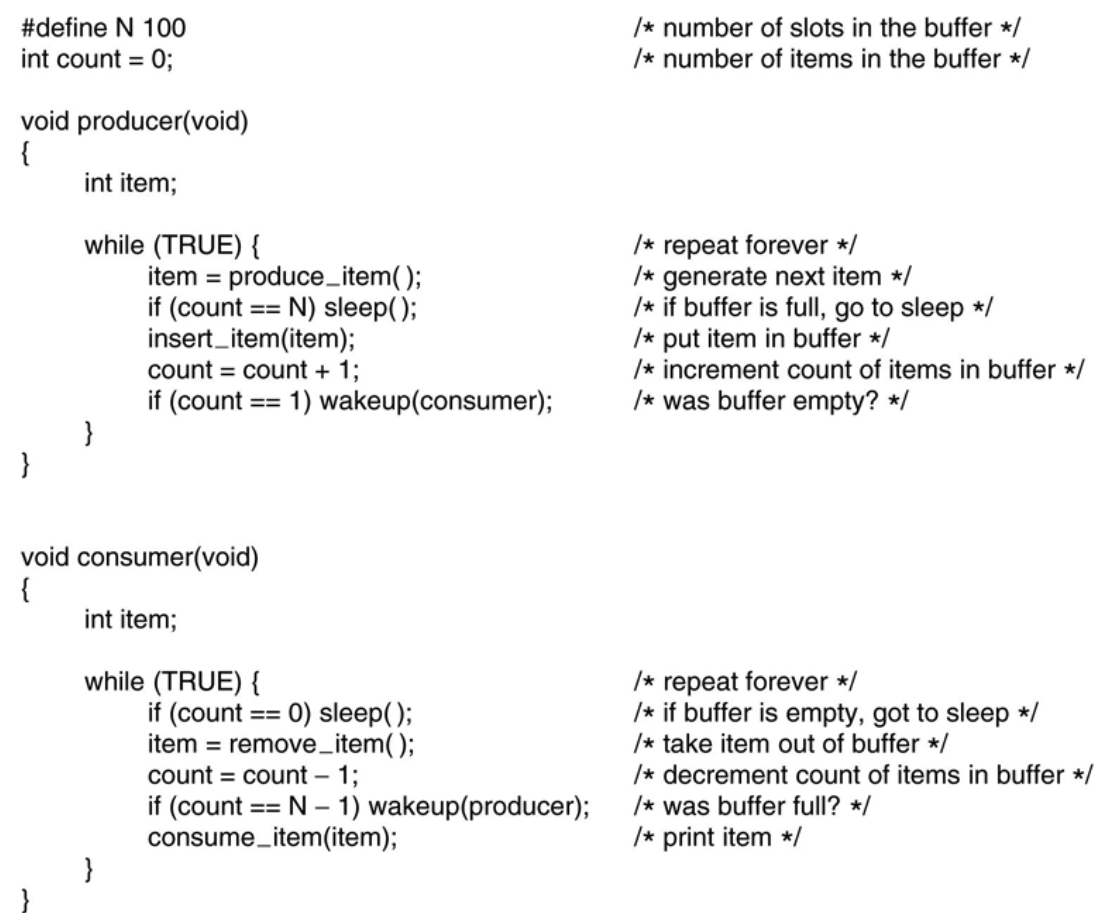 #define N 100 /* number of slots in the buffer */
int count = 0; /* number of items in the buffer */
void producer(void)
{
int item;
while (TRUE) { /* repeat forever */
item = produce_item( ); /* generate next item */
if (count == N) sleep( ); /* if buffer is full, go to sleep */
insert_item(item); /* put item in buffer */
count = count + 1; /* increment count of items in buffer */
if (count == 1) wakeup(consumer); /* was buffer empty? */
}
}
void consumer(void)
{
int item;
while (TRUE) { /* repeat forever */
if (count == 0) sleep( ); /* if buffer is empty, got to sleep */
item = remove_item( ); /* take item out of buffer */
count = count – 1; /* decrement count of items in buffer */
if (count == N – 1) wakeup(producer); /* was buffer full? */
consume_item(item); /* print item */
}
}